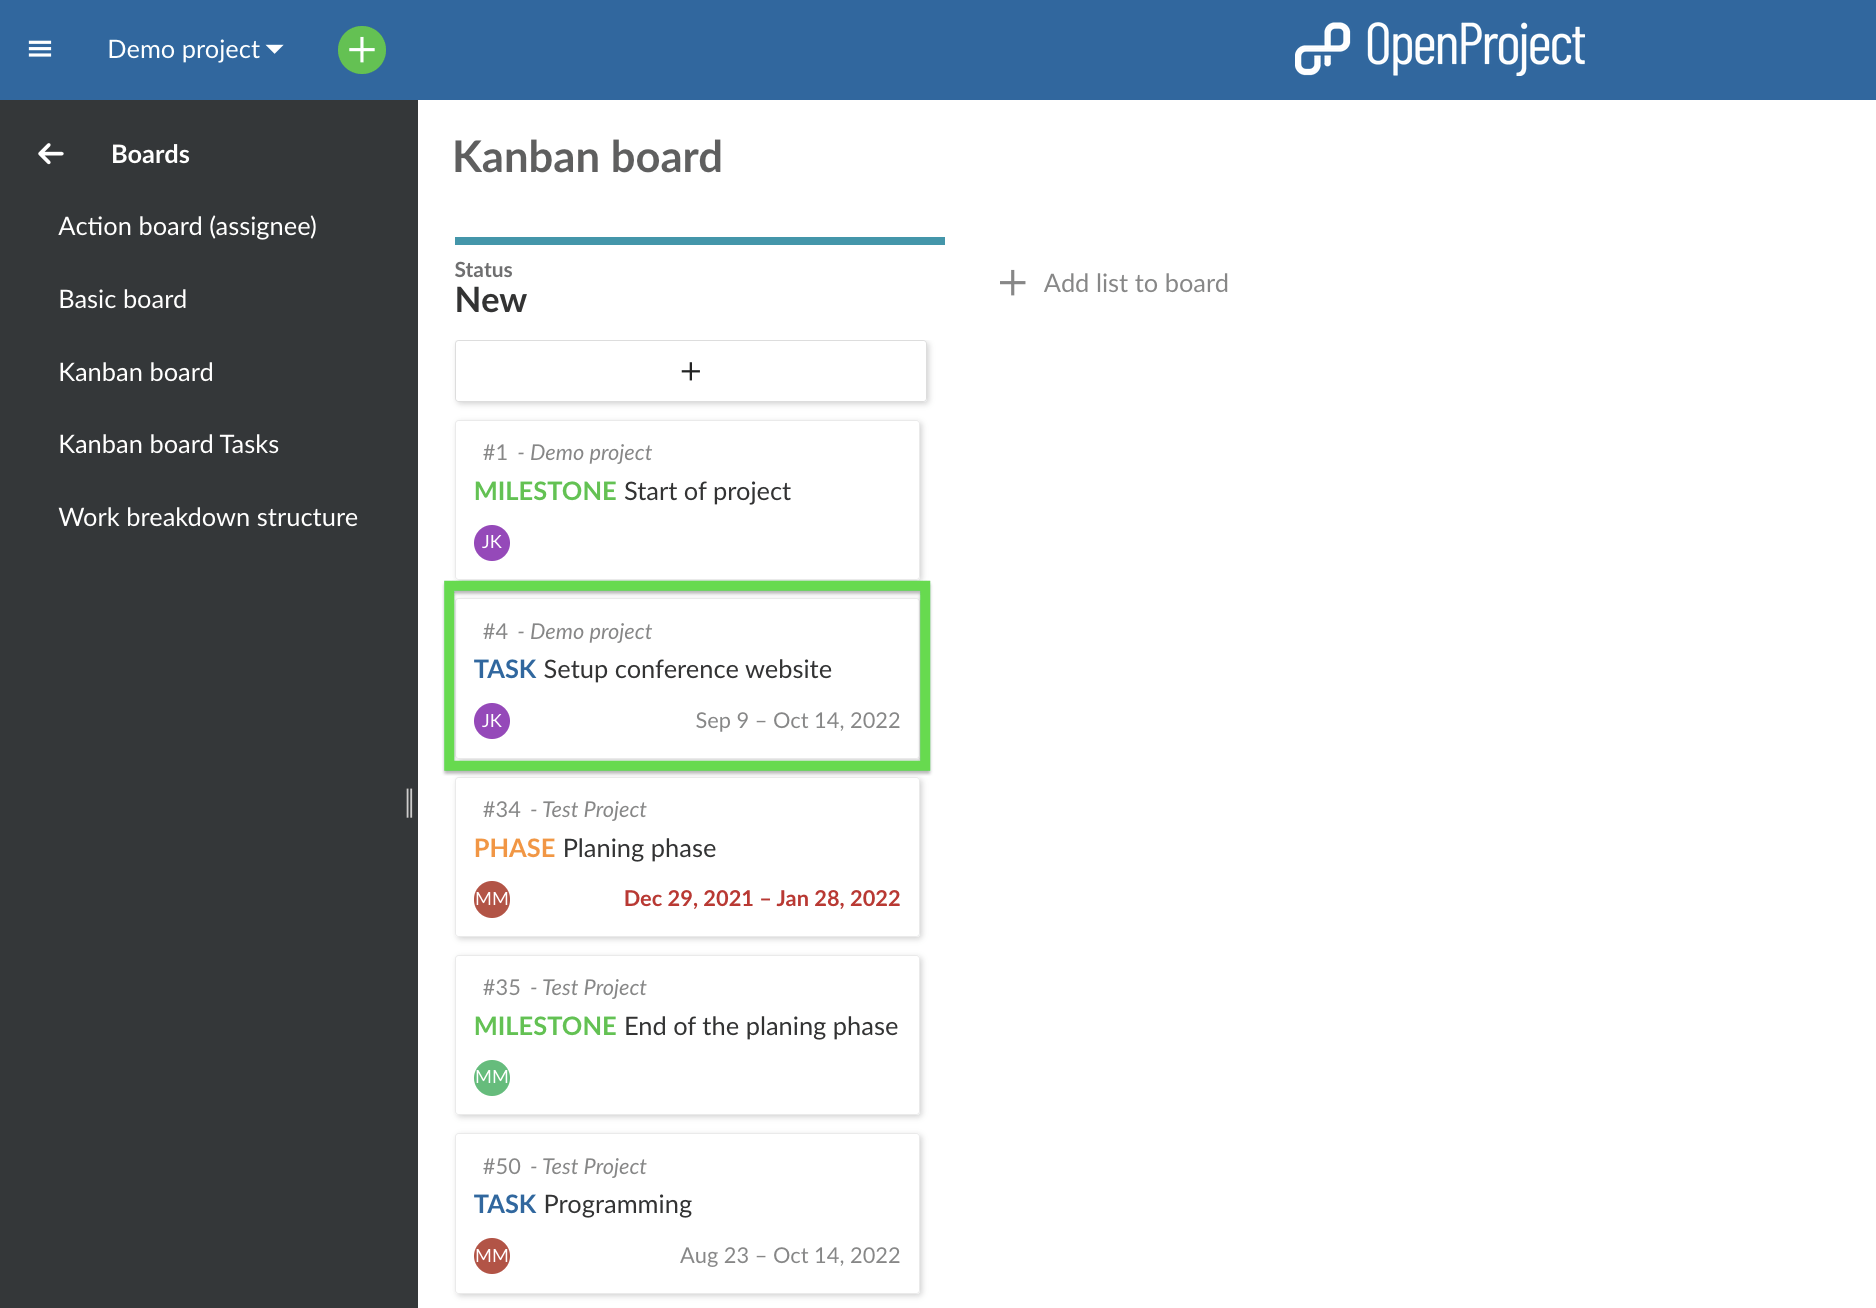 Demo project
OpenProject
Boards
Action board (assignee)
Basic board
Kanban board
Kanban board Tasks
Work breakdown structure
Kanban board
Status
New
+
Add list to board
#1 - Demo project
MILESTONE Start of project
JK
#4 - Demo project
TASK Setup conference website
JK Sep 9 – Oct 14, 2022
#34 - Test Project
PHASE Planing phase
MM Dec 29, 2021 – Jan 28, 2022
#35 - Test Project
MILESTONE End of the planing phase
MM
#50 - Test Project
TASK Programming
MM Aug 23 – Oct 14, 2022